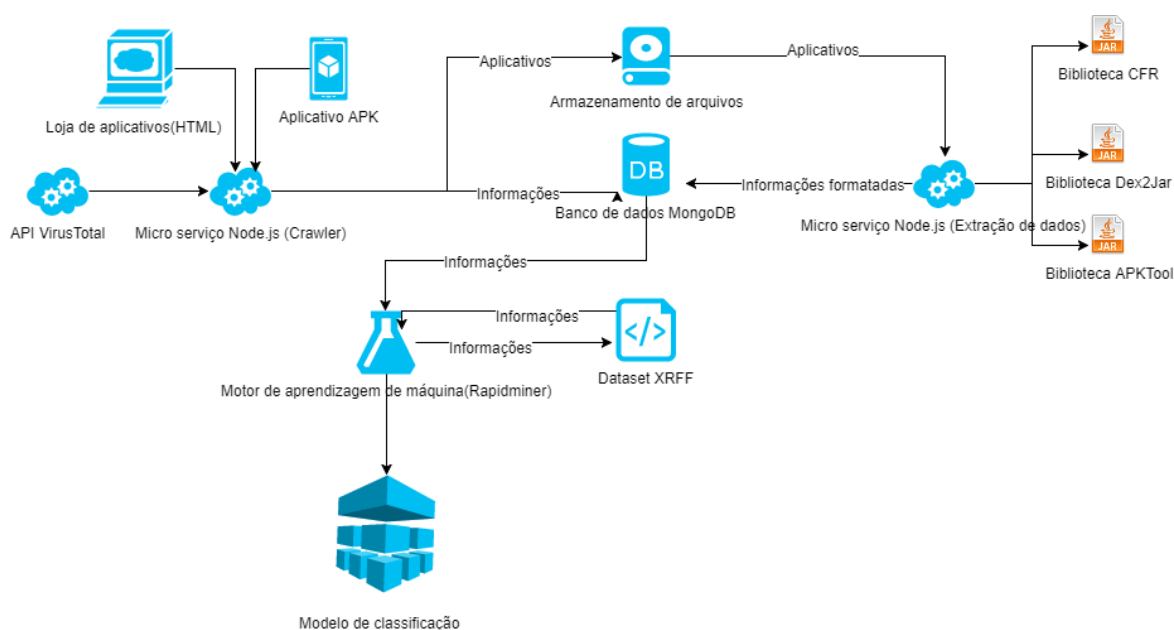 Loja de aplicativos(HTML)
Aplicativo APK
Aplicativos
Armazenamento de arquivos
Aplicativos
JAR
Biblioteca CFR
API VirusTotal
Micro serviço Node.js (Crawler)
Informações
DB
Banco de dados MongoDB
Informações formatadas
Micro serviço Node.js (Extração de dados)
JAR
Biblioteca Dex2Jar
JAR
Biblioteca APKTool
Informações
Informações
Informações
</>
Dataset XRFF
Motor de aprendizagem de máquina(Rapidminer)
Modelo de classificação